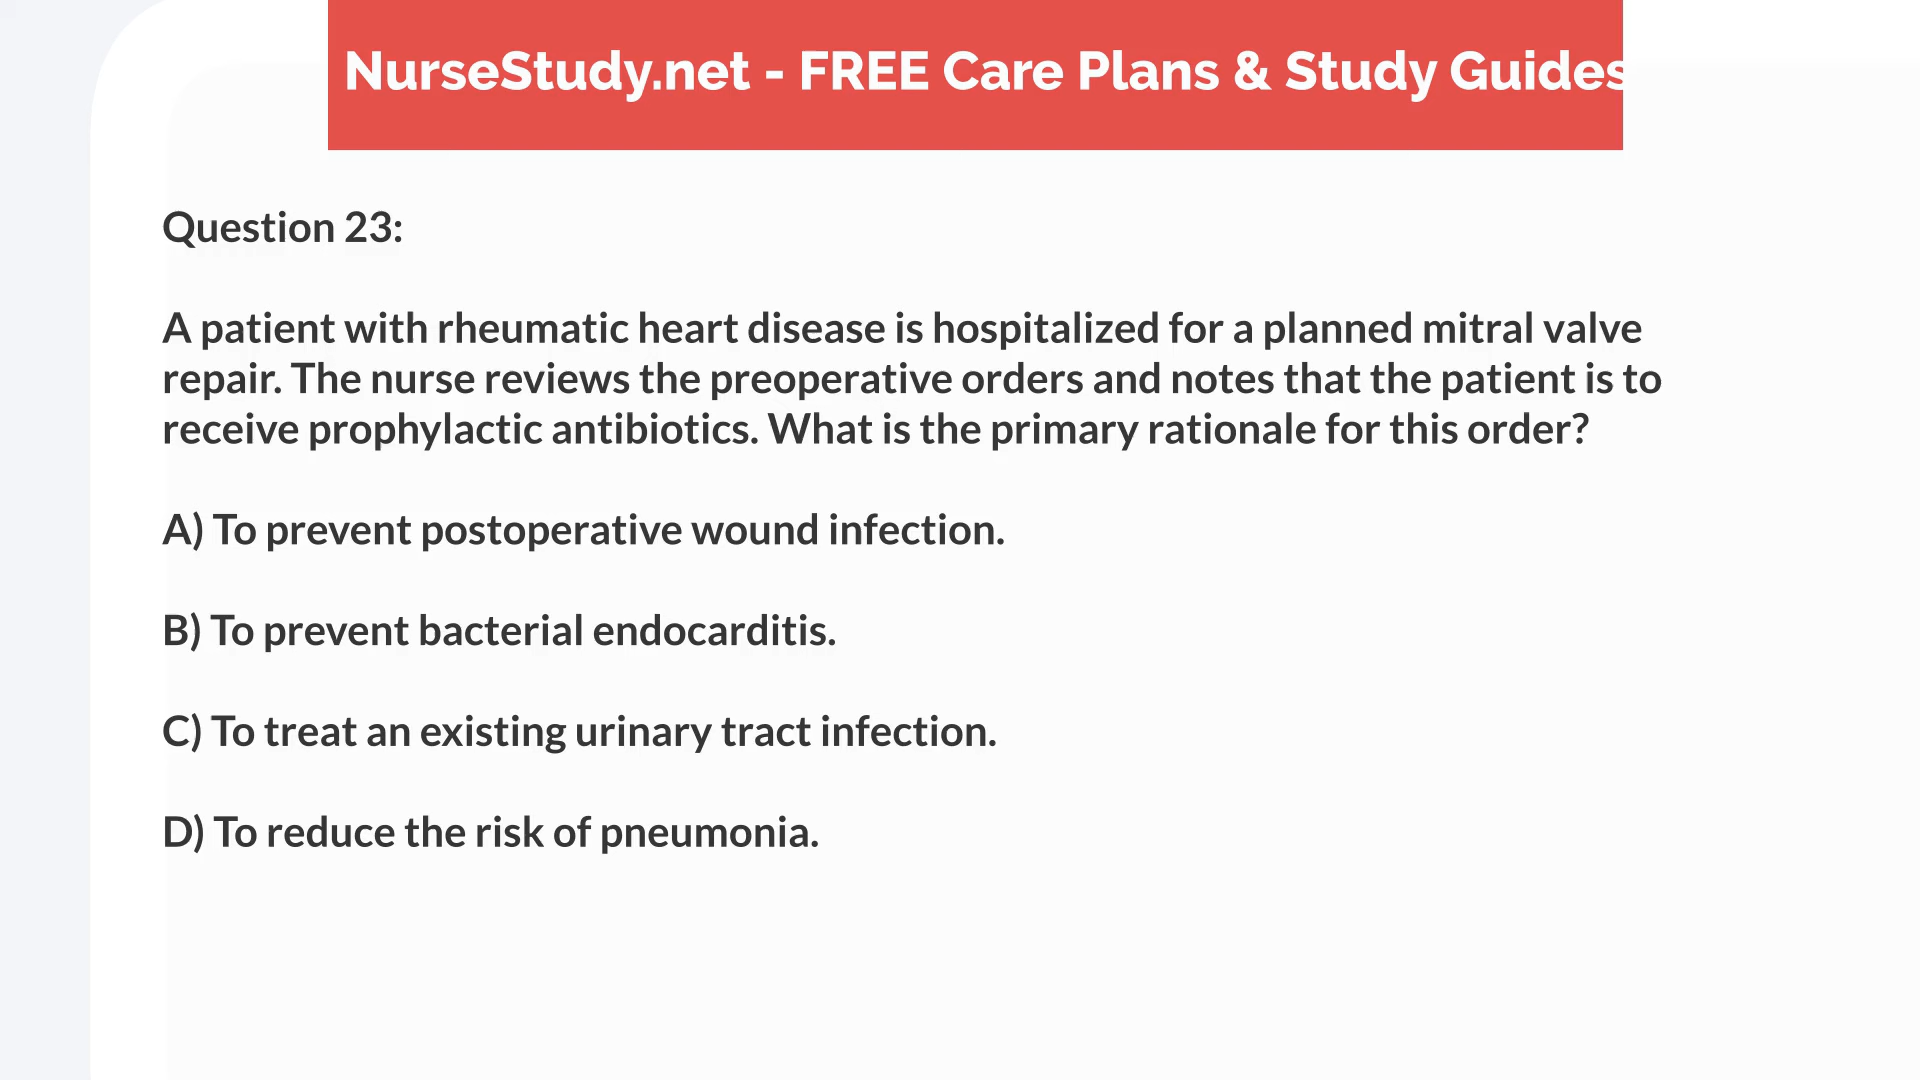 NurseStudy.net - FREE Care Plans & Study Guides
Question 23:
A patient with rheumatic heart disease is hospitalized for a planned mitral valve
repair. The nurse reviews the preoperative orders and notes that the patient is to
receive prophylactic antibiotics. What is the primary rationale for this order?
A) To prevent postoperative wound infection.
B) To prevent bacterial endocarditis.
C) To treat an existing urinary tract infection.
D) To reduce the risk of pneumonia.